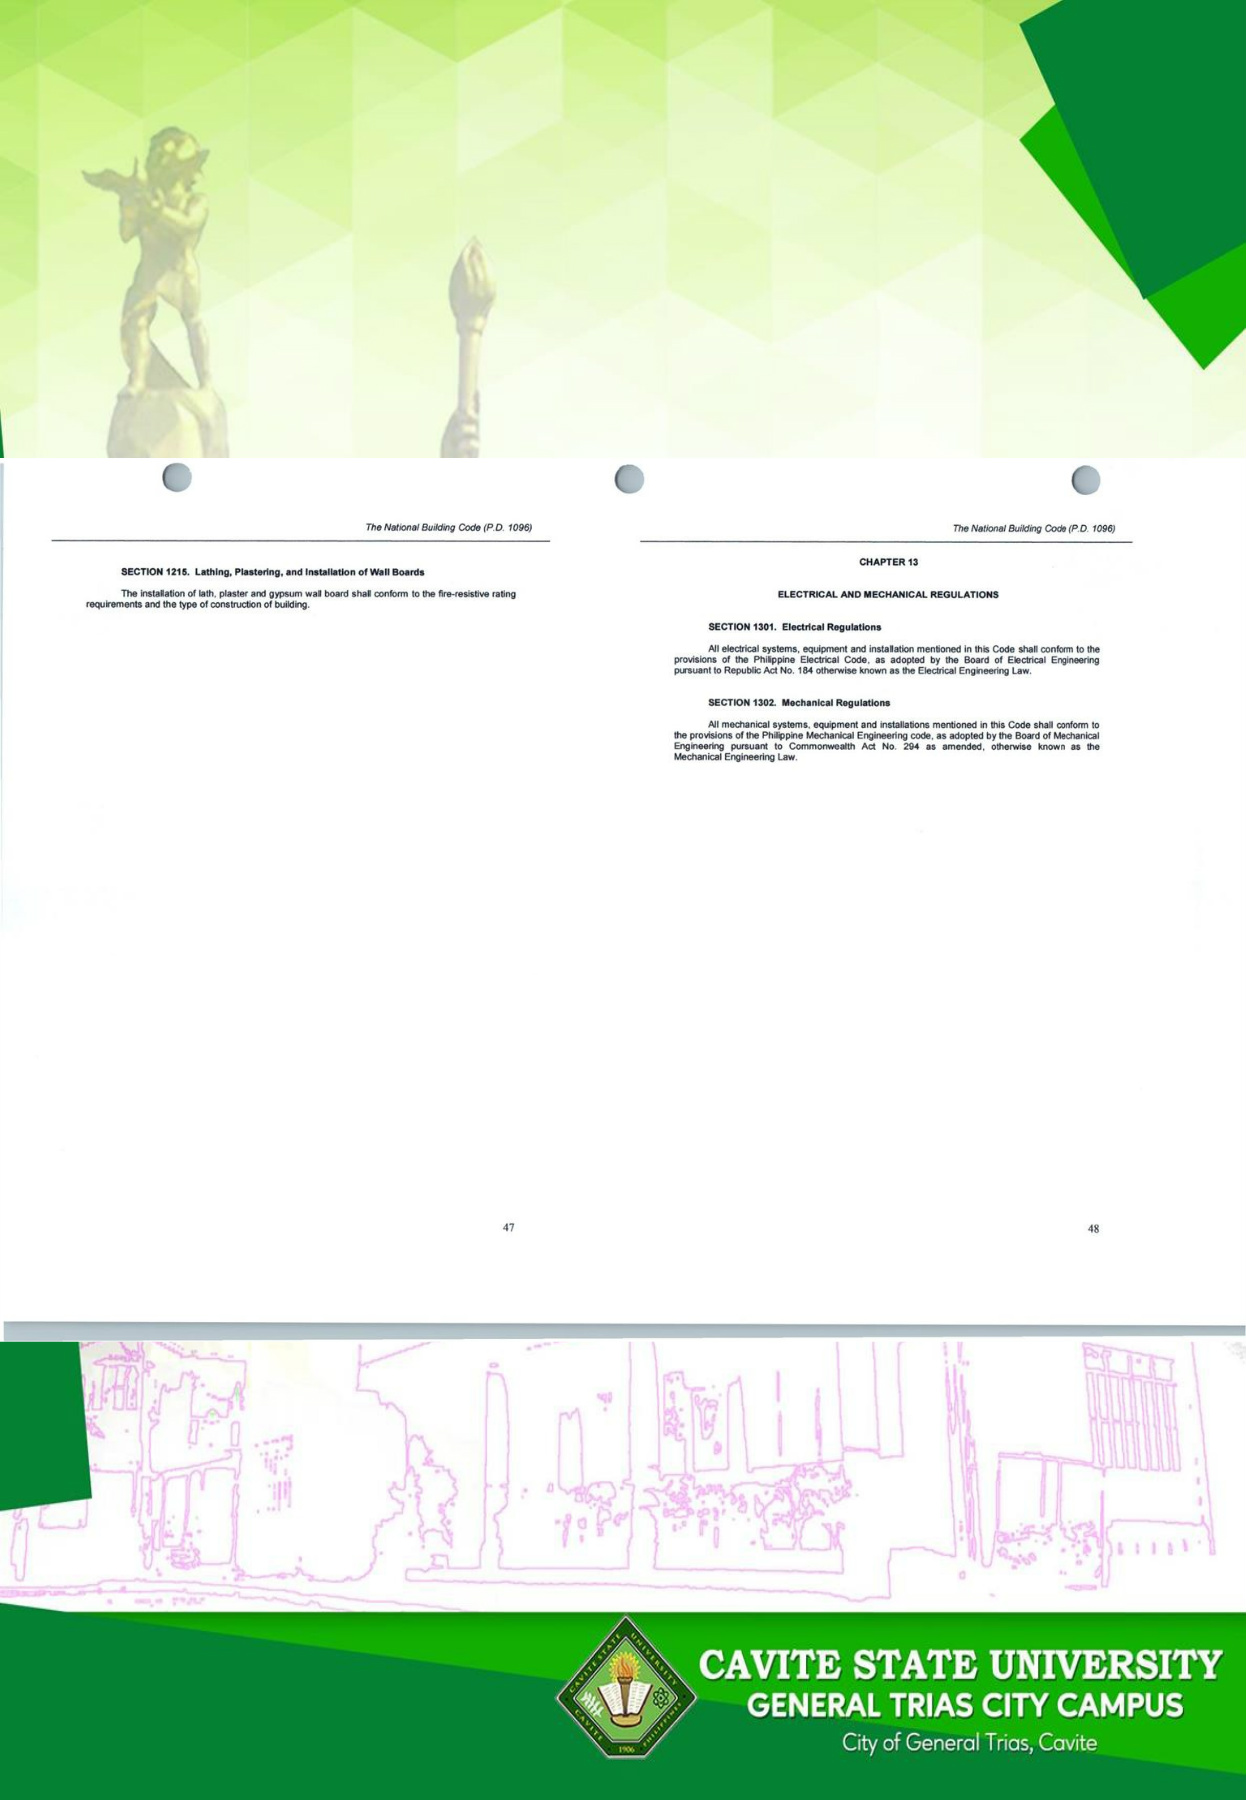 The National Building Code (P.D. 1096)
SECTION 1215. Lathing, Plastering, and Installation of Wall Boards
The installation of lath, plaster and gypsum wall board shall conform to the fire-resistive rating
requirements and the type of construction of building.
47
The National Building Code (P.D. 1096)
CHAPTER 13
ELECTRICAL AND MECHANICAL REGULATIONS
SECTION 1301. Electrical Regulations
All electrical systems, equipment and installation mentioned in this Code shall conform to the
provisions of the Philippine Electrical Code, as adopted by the Board of Electrical Engineering
pursuant to Republic Act No. 184 otherwise known as the Electrical Engineering Law.
SECTION 1302. Mechanical Regulations
All mechanical systems, equipment and installations mentioned in this Code shall conform to
the provisions of the Philippine Mechanical Engineering code, as adopted by the Board of Mechanical
Engineering pursuant to Commonwealth Act No. 294 as amended, otherwise known as the
Mechanical Engineering Law.
48
CAVITE STATE UNIVERSITY
CAVITE PHILIPPINES
1906
CAVITE STATE UNIVERSITY
GENERAL TRIAS CITY CAMPUS
City of General Trias, Cavite